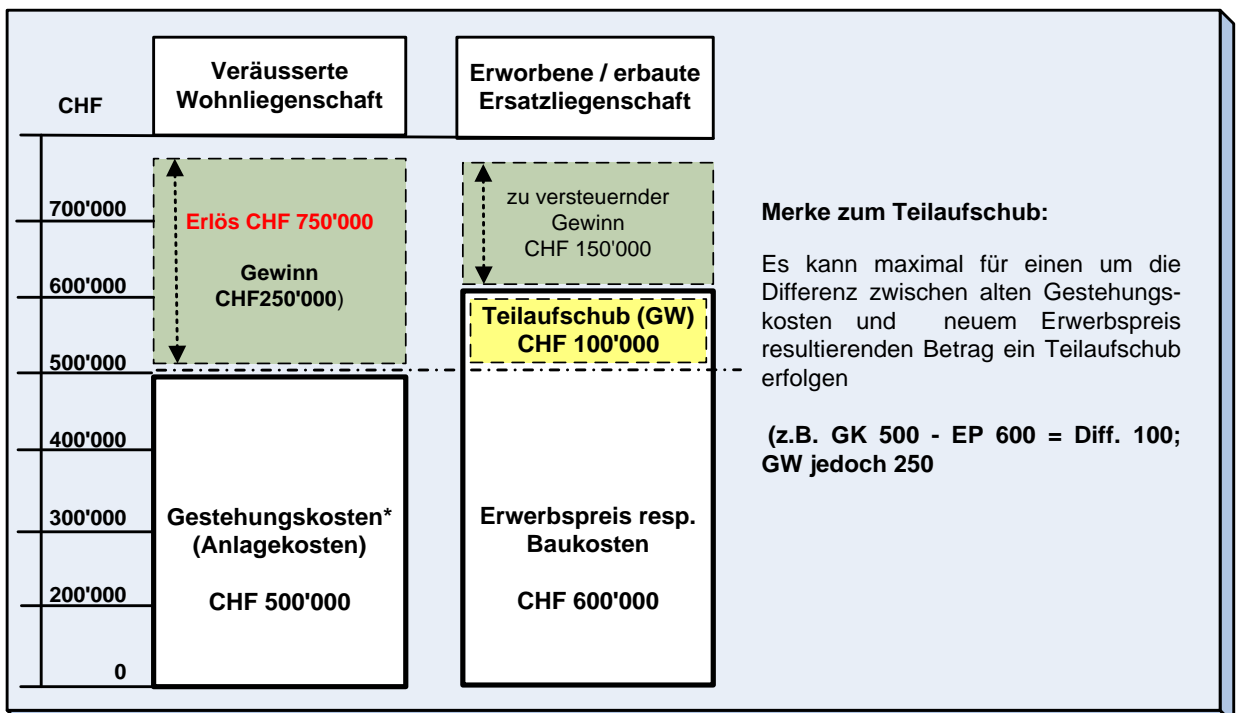 CHF
Veräusserte
Wohnliegenschaft
Erworbene / erbaute
Ersatzliegenschaft
700'000
600'000
500'000
400'000
300'000
200'000
0
Erlös CHF 750'000
Gewinn
CHF250'000)
Gestehungskosten*
(Anlagekosten)
CHF 500'000
zu versteuernder
Gewinn
CHF 150'000
Teilaufschub (GW)
CHF 100'000
Erwerbspreis resp.
Baukosten
CHF 600'000
Merke zum Teilaufschub:
Es kann maximal für einen um die
Differenz zwischen alten Gestehungs-
kosten und neuem Erwerbspreis
resultierenden Betrag ein Teilaufschub
erfolgen
(z.B. GK 500 - EP 600 = Diff. 100;
GW jedoch 250